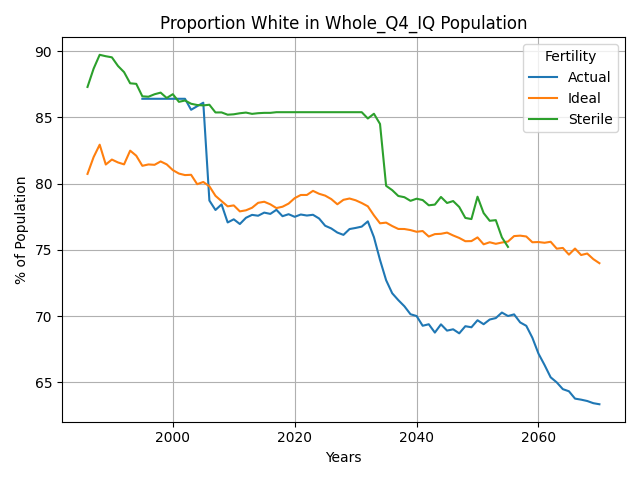 Proportion White in Whole_Q4_IQ Population
Fertility
Actual
Ideal
Sterile
% of Population
90
85
80
75
70
65
2000
2020
2040
2060
Years